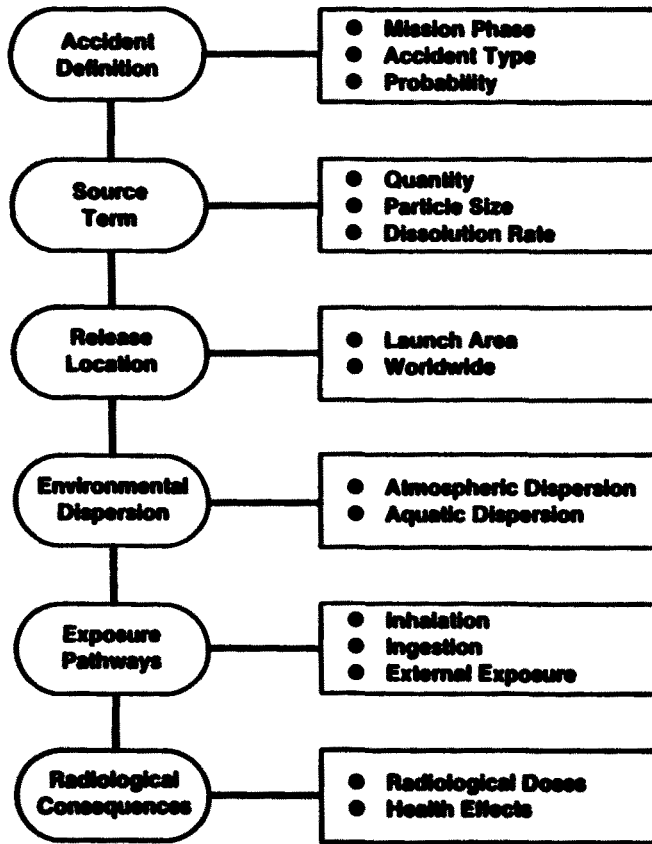 Accident
Definition
● Mission Phase
● Accident Type
● Probability
Source
Term
● Quantity
● Particle Size
● Dissolution Rate
Release
Location
● Launch Area
● Worldwide
Environmental
Dispersion
● Atmospheric Dispersion
● Aquatic Dispersion
Exposure
Pathways
● Inhalation
● Ingestion
● External Exposure
Radiological
Consequences
● Radiological Doses
● Health Effects